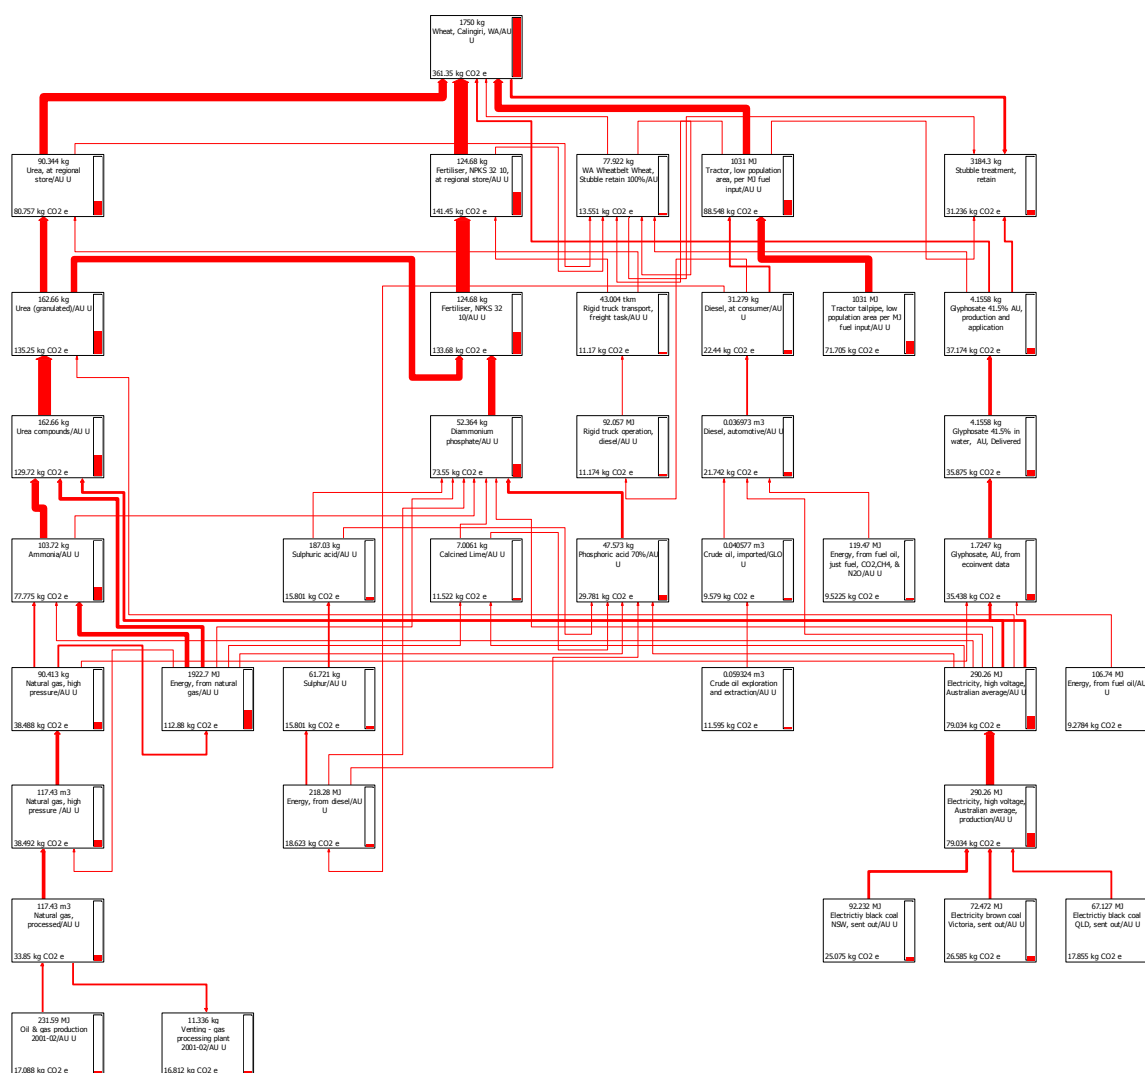 1750 kg
Wheat, Calingiri, WA/AU
U
361.35 kg CO2 e
90.344 kg
Urea, at regional
store/AU U
80.757 kg CO2 e
124.68 kg
Fertiliser, NPKS 32 10,
at regional store/AU U
141.45 kg CO2 e
77.922 kg
WA Wheatbelt Wheat,
Stubble retain 100%/AU
13.551 kg CO2 e
1031 MJ
Tractor, low population
area, per MJ fuel
input/AU U
88.548 kg CO2 e
3184.3 kg
Stubble treatment,
retain
31.236 kg CO2 e
162.66 kg
Urea (granulated)/AU U
135.25 kg CO2 e
124.68 kg
Fertiliser, NPKS 32
10/AU U
133.68 kg CO2 e
43.004 tkm
Rigid truck transport,
freight task/AU U
11.17 kg CO2 e
31.279 kg
Diesel, at consumer/AU
U
22.44 kg CO2 e
1031 MJ
Tractor tailpipe, low
population area per MJ
fuel input/AU U
71.705 kg CO2 e
4.1558 kg
Glyphosate 41.5% AU,
production and
application
37.174 kg CO2 e
162.66 kg
Urea compounds/AU U
129.72 kg CO2 e
52.364 kg
Diammonium
phosphate/AU U
73.55 kg CO2 e
92.057 MJ
Rigid truck operation,
diesel/AU U
11.174 kg CO2 e
0.036973 m3
Diesel, automotive/AU U
21.742 kg CO2 e
4.1558 kg
Glyphosate 41.5% in
water, AU, Delivered
35.875 kg CO2 e
103.72 kg
Ammonia/AU U
77.775 kg CO2 e
187.03 kg
Sulphuric acid/AU U
15.801 kg CO2 e
7.0061 kg
Calcined Lime/AU U
11.522 kg CO2 e
47.573 kg
Phosphoric acid 70%/AU
U
29.781 kg CO2 e
0.040577 m3
Crude oil, imported/GLO
U
9.579 kg CO2 e
119.47 MJ
Energy, from fuel oil,
just fuel, CO2,CH4, &
N2O/AU U
9.5225 kg CO2 e
1.7247 kg
Glyphosate, AU, from
ecoinvent data
35.438 kg CO2 e
90.413 kg
Natural gas, high
pressure/AU U
38.488 kg CO2 e
1922.7 MJ
Energy, from natural
gas/AU U
112.88 kg CO2 e
61.721 kg
Sulphur/AU U
15.801 kg CO2 e
0.059324 m3
Crude oil exploration
and extraction/AU U
11.595 kg CO2 e
290.26 MJ
Electricity, high voltage,
Australian average/AU U
79.034 kg CO2 e
106.74 MJ
Energy, from fuel oil/AU
U
9.2784 kg CO2 e
117.43 m3
Natural gas, high
pressure /AU U
38.492 kg CO2 e
218.28 MJ
Energy, from diesel/AU
U
18.623 kg CO2 e
290.26 MJ
Electricity, high voltage,
Australian average,
production/AU U
79.034 kg CO2 e
117.43 m3
Natural gas,
processed/AU U
33.85 kg CO2 e
92.232 MJ
Electrictiy black coal
NSW, sent out/AU U
25.075 kg CO2 e
72.472 MJ
Electricity brown coal
Victoria, sent out/AU U
26.585 kg CO2 e
67.127 MJ
Electrictiy black coal
QLD, sent out/AU U
17.855 kg CO2 e
231.59 MJ
Oil & gas production
2001-02/AU U
17.088 kg CO2 e
11.336 kg
Venting - gas
processing plant
2001-02/AU U
16.812 kg CO2 e